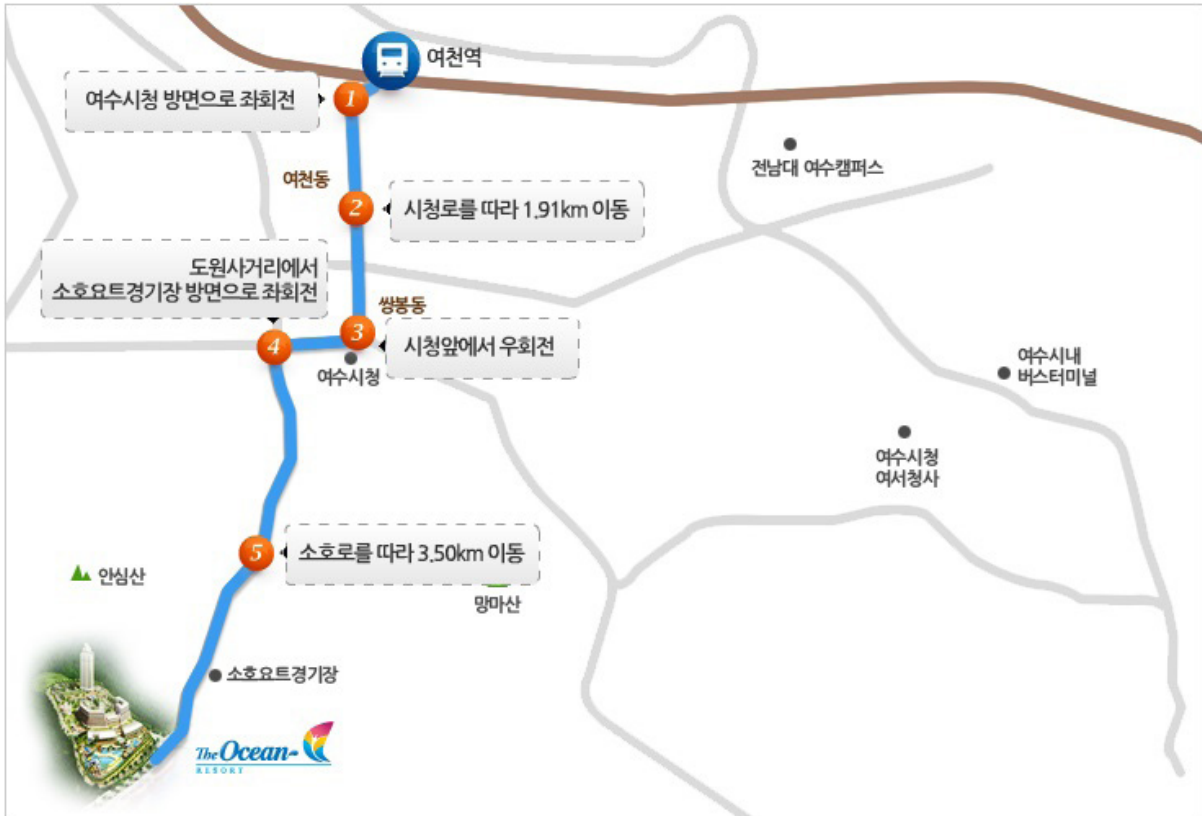 여천역
1
여수시청 방면으로 좌회전
전남대 여수캠퍼스
여천동
2
시청로를 따라 1.91km 이동
도원사거리에서
소호요트경기장 방면으로 좌회전
쌍봉동
3
4
시청앞에서 우회전
여수시청
여수시내
버스터미널
여수시청
여서청사
5
소호로를 따라 3.50km 이동
안심산
망마산
소호요트경기장
The Ocean
RESORT